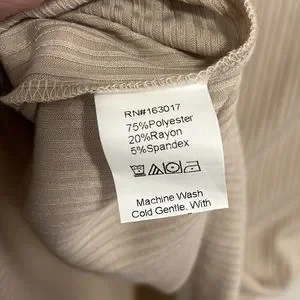 RN#163017
75%Polyester
20%Rayon
5%Spandex
Machine Wash
Cold Gentle, With